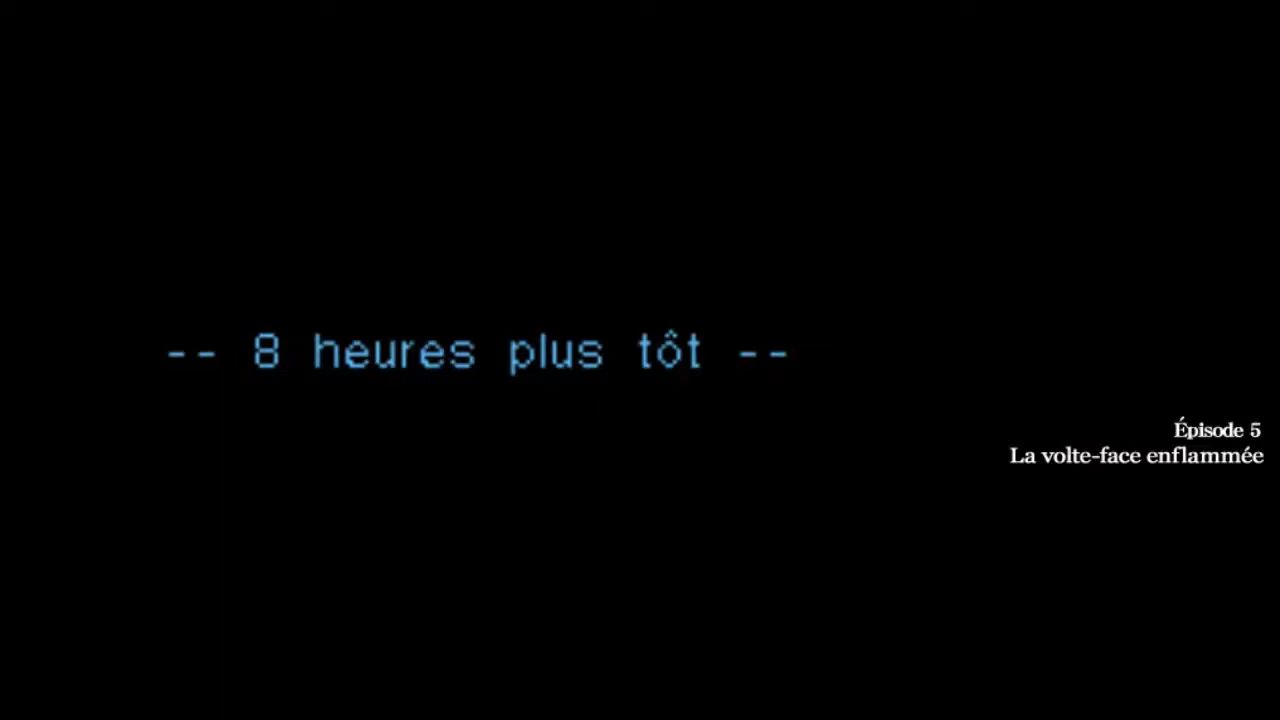 -- 8 heures plus tôt --
Épisode 5
La volte-face enflammée